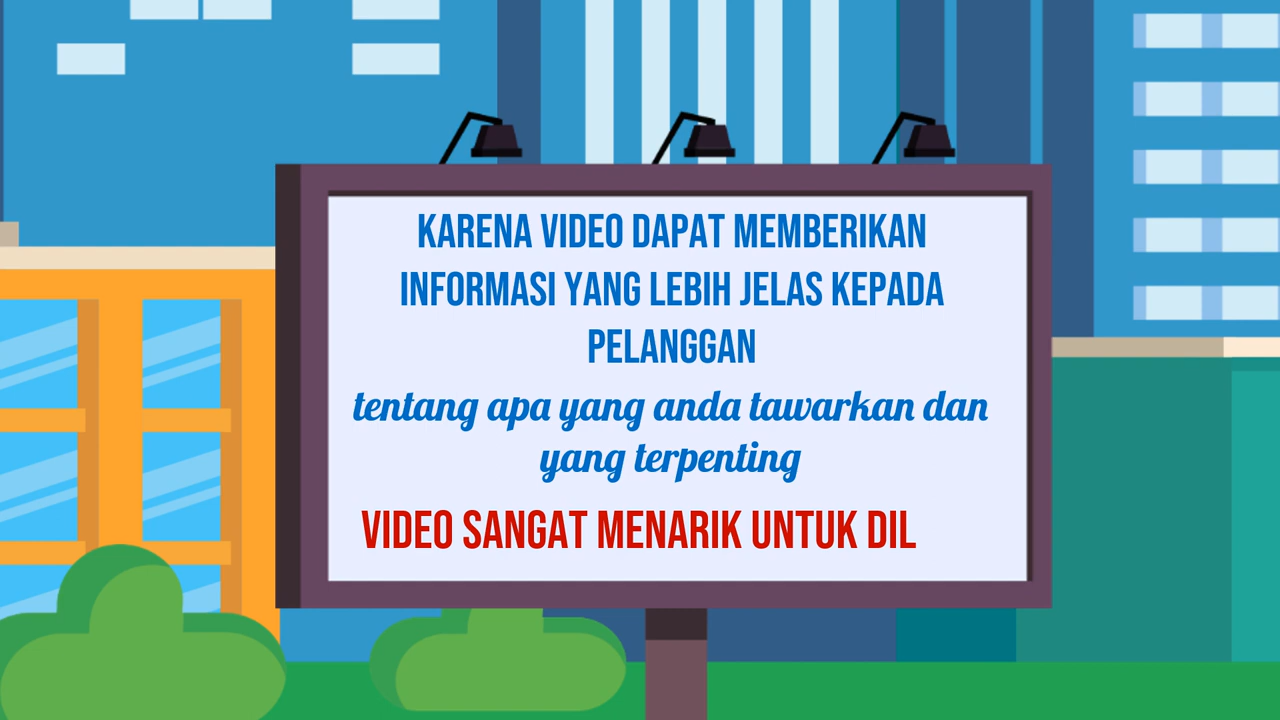 KARENA VIDEO DAPAT MEMBERIKAN
INFORMASI YANG LEBIH JELAS KEPADA
PELANGGAN
tentang apa yang anda tawarkan dan
yang terpenting
VIDEO SANGAT MENARIK UNTUK DIL